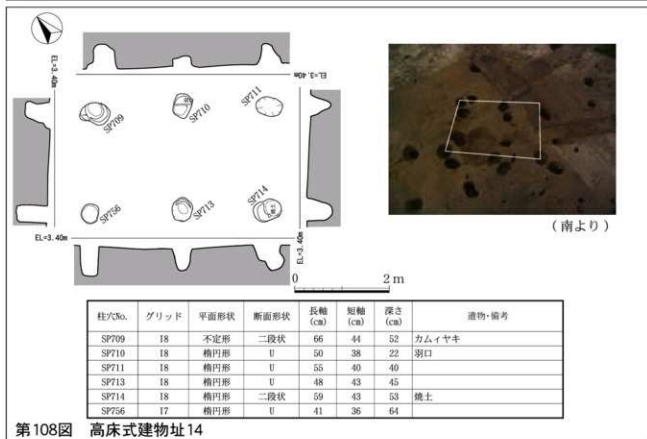 EL=3.40m
EL=3.40m
SP709
SP710
SP711
SP756
SP713
SP714
焼土
EL=3.40m
EL=3.40m
0 2 m
(南より)
柱穴No. グリッド 平面形状 断面形状 長軸(cm) 短軸(cm) 深さ(cm) 遺物・備考
SP709 I8 不定形 二段状 66 44 52 カムィヤキ
SP710 I8 楕円形 U 50 38 22 羽口
SP711 I8 楕円形 U 55 40 40
SP713 I8 楕円形 U 48 43 45
SP714 I8 楕円形 二段状 59 43 53 焼土
SP756 I7 楕円形 U 41 36 64
第108図 高床式建物址14